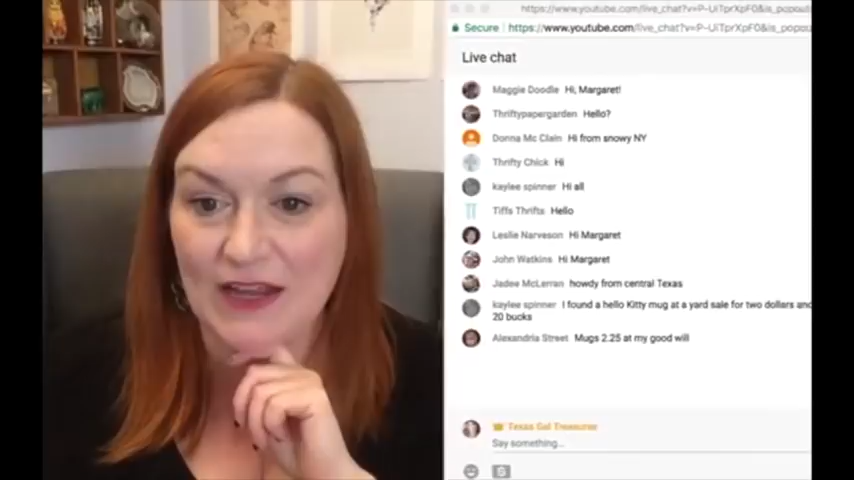 https://www.youtube.com/live_chat?v=P-UiTprXpF0&is_popou
Secure https://www.youtube.com/live_chat?v=P-UiTprXpF0&is_popou
Live chat
Maggie Doodle Hi, Margaret!
Thriftypapergarden Hello?
Donna Mc Clain Hi from snowy NY
Thrifty Chick Hi
kaylee spinner Hi all
Tiffs Thrifts Hello
Leslie Narveson Hi Margaret
John Watkins Hi Margaret
Jadee McLerran howdy from central Texas
kaylee spinner I found a hello Kitty mug at a yard sale for two dollars and
20 bucks
Alexandria Street Mugs 2.25 at my good will
Texas Gal Treasures
Say something...